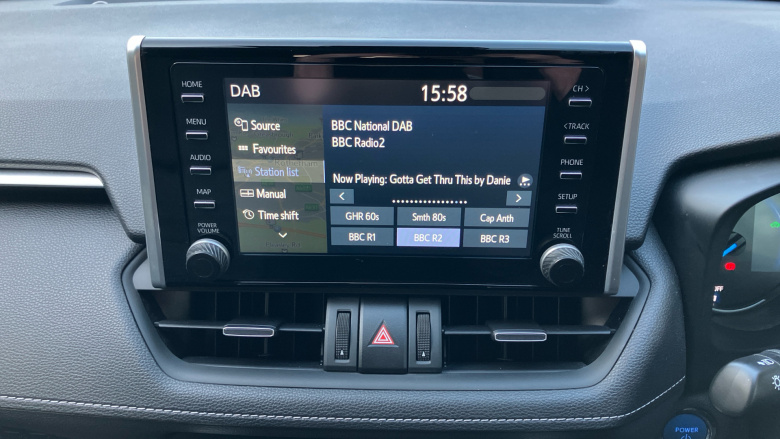 HOME
MENU
AUDIO
MAP
POWER
VOLUME
DAB
15:58
Source
Favourites
Station list
Manual
Time shift
BBC National DAB
BBC Radio2
Now Playing: Gotta Get Thru This by Danie
GHR 60s
Smth 80s
Cap Anth
BBC R1
BBC R2
BBC R3
CH >
< TRACK
PHONE
SETUP
TUNE
SCROLL
POWER